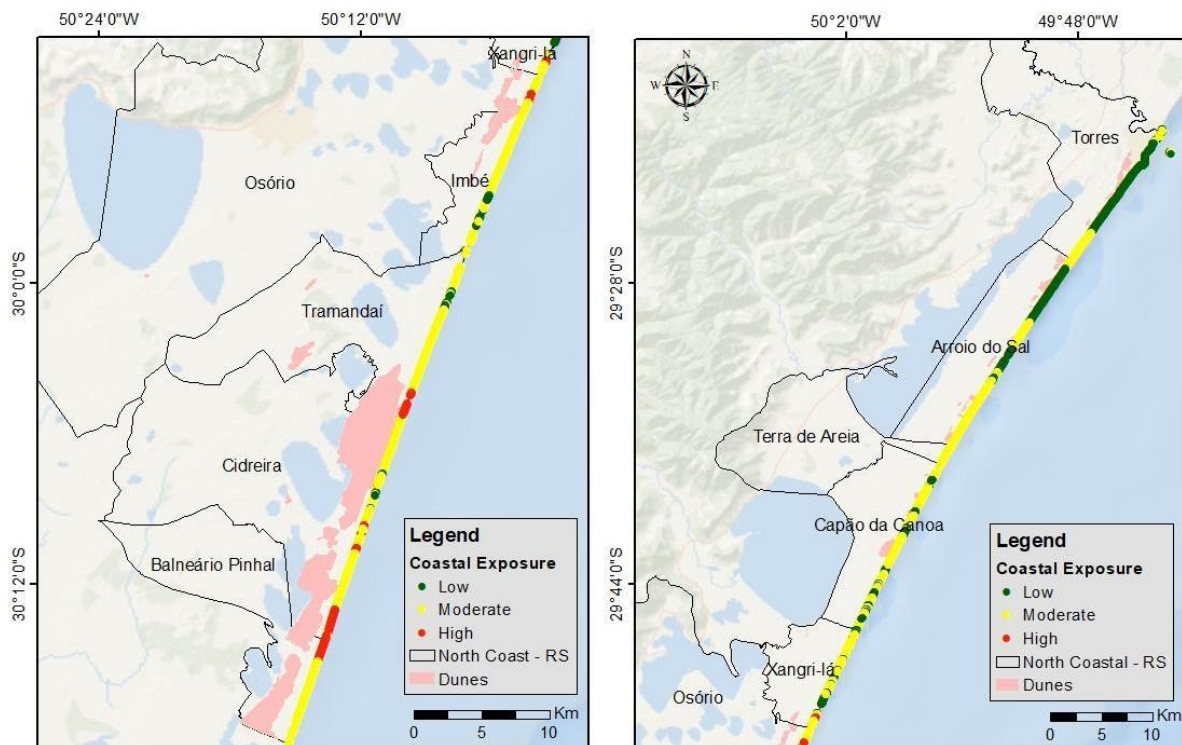 50°24'0"W
50°12'0"W
Xangri-lá
Osório
Imbé
30°0'0"S
Tramandaí
Cidreira
Balneário Pinhal
30°12'0"S
Legend
Coastal Exposure
Low
Moderate
High
North Coast - RS
Dunes
Km
0 5 10
50°2'0"W
49°48'0"W
N
W E
S
Torres
29°28'0"S
Arroio do Sal
Terra de Areia
Capão da Canoa
29°44'0"S
Xangri-lá
Osório
Legend
Coastal Exposure
Low
Moderate
High
North Coastal - RS
Dunes
Km
0 5 10